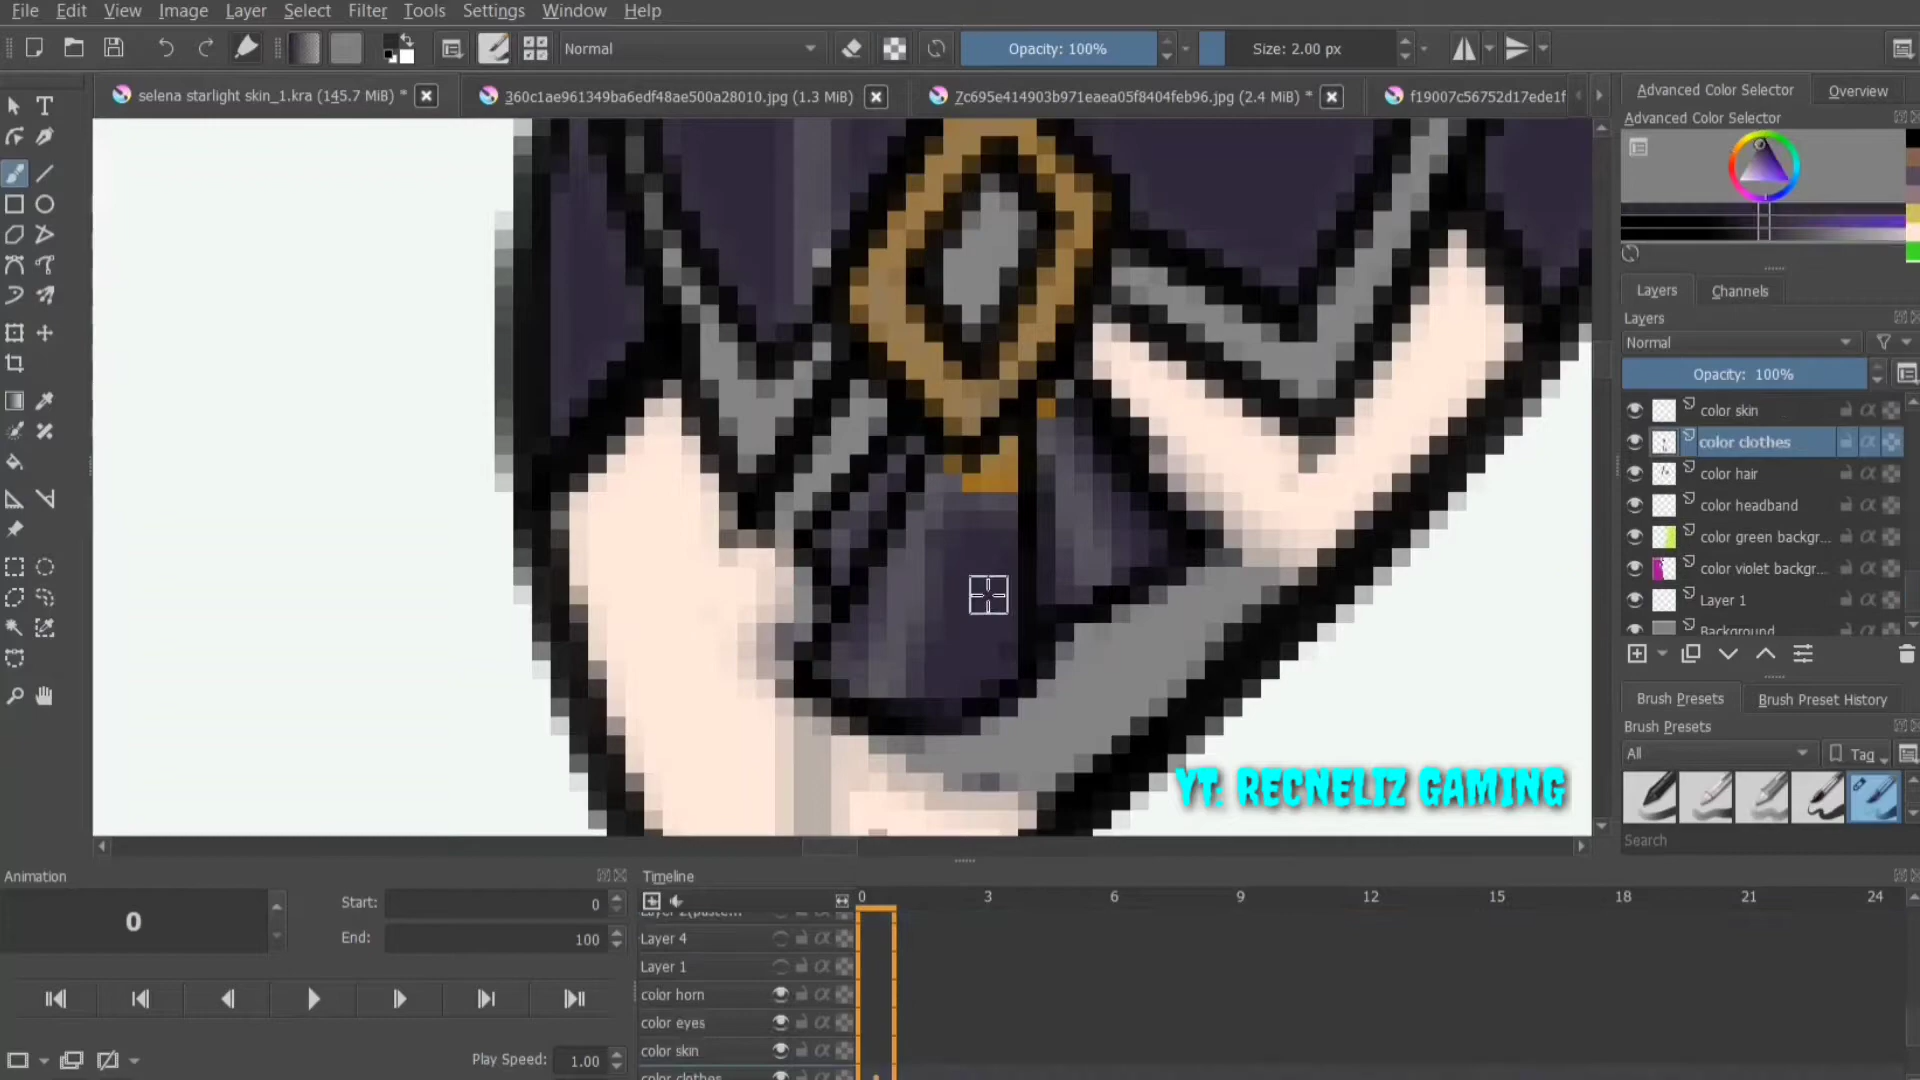 File Edit View Image Layer Select Filter Tools Settings Window Help
Normal Opacity: 100% Size: 2.00 px
selena starlight skin_1.kra (145.7 MiB) *
360c1ae961349ba6edf48ae500a28010.jpg (1.3 MiB)
7c695e414903b971eaea05f8404feb96.jpg (2.4 MiB) *
f19007c56752d17ede1f
Advanced Color Selector Overview
Advanced Color Selector
Layers Channels
Layers
Normal
Opacity: 100%
color skin
color clothes
color hair
color headband
color green backgr...
color violet backgr...
Layer 1
Background
Brush Presets Brush Preset History
Brush Presets
All Tag
Search
YT: RECNELIZ GAMING
Animation
0
Start: 0
End: 100
Play Speed: 1.00
Timeline
0 3 6 9 12 15 18 21 24
Layer 4
Layer 1
color horn
color eyes
color skin
color clothes